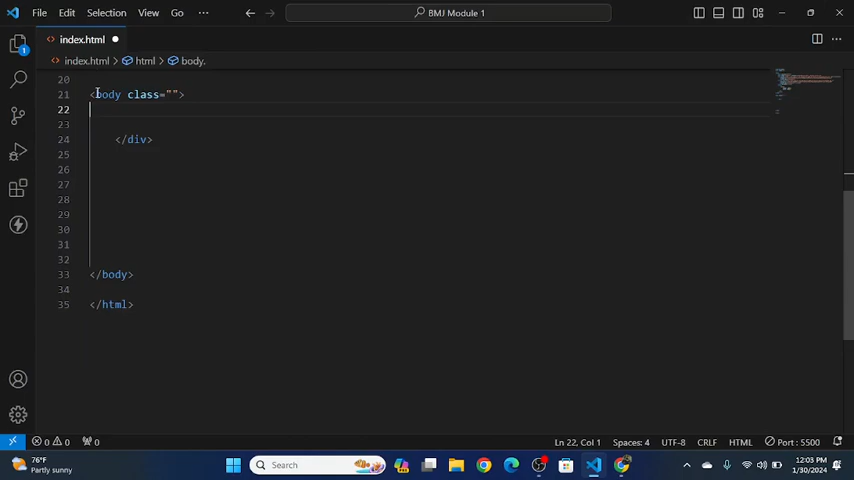 File Edit Selection View Go ··· BMJ Module 1
index.html
index.html > html > body.
20
21 <body class="">
22
23
24 </div>
25
26
27
28
29
30
31
32
33 </body>
34
35 </html>
0 0 0 Ln 22, Col 1 Spaces: 4 UTF-8 CRLF HTML Port : 5500
76°F
Partly sunny
Search
12:03 PM
1/30/2024
1